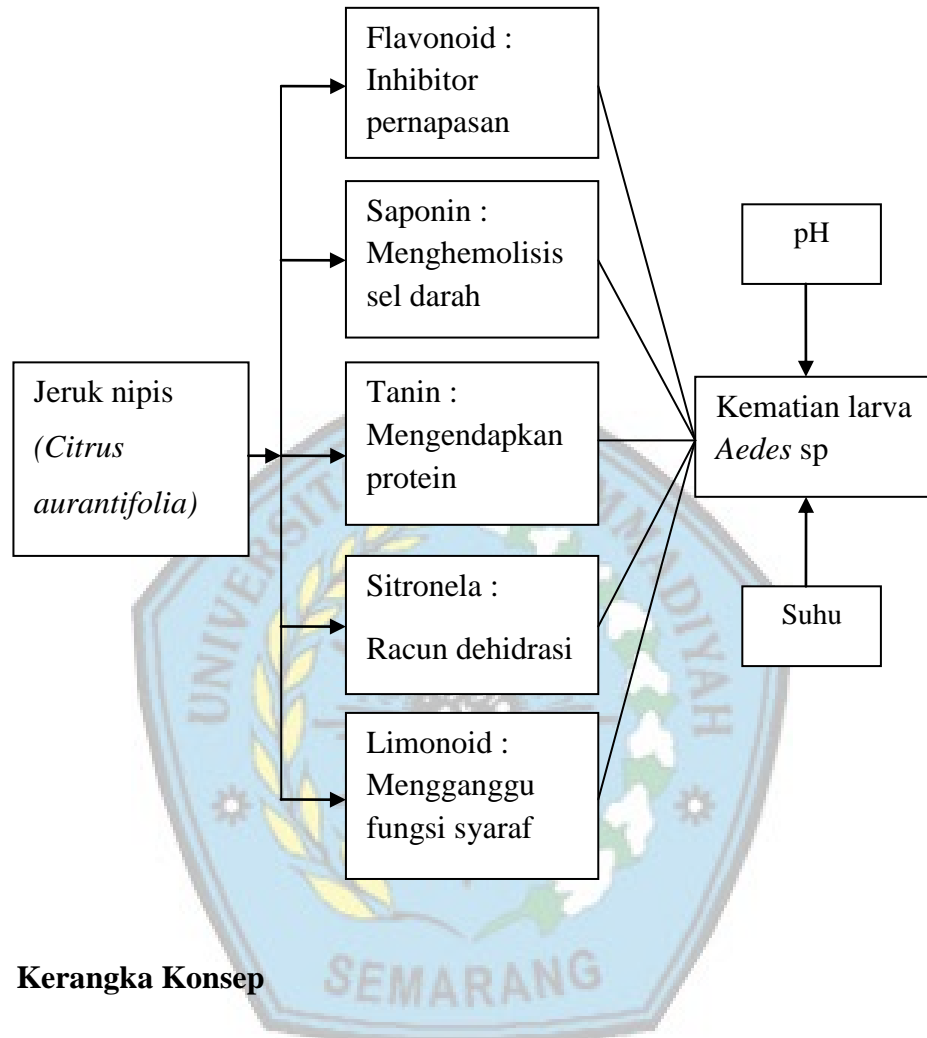 Flavonoid :
Inhibitor
pernapasan
Saponin :
Menghemolisis
sel darah
pH
Jeruk nipis
(Citrus
aurantifolia)
Tanin :
Mengendapkan
protein
Kematian larva
Aedes sp
Sitronela :
Racun dehidrasi
Suhu
Limonoid :
Mengganggu
fungsi syaraf
Kerangka Konsep
SEMARANG